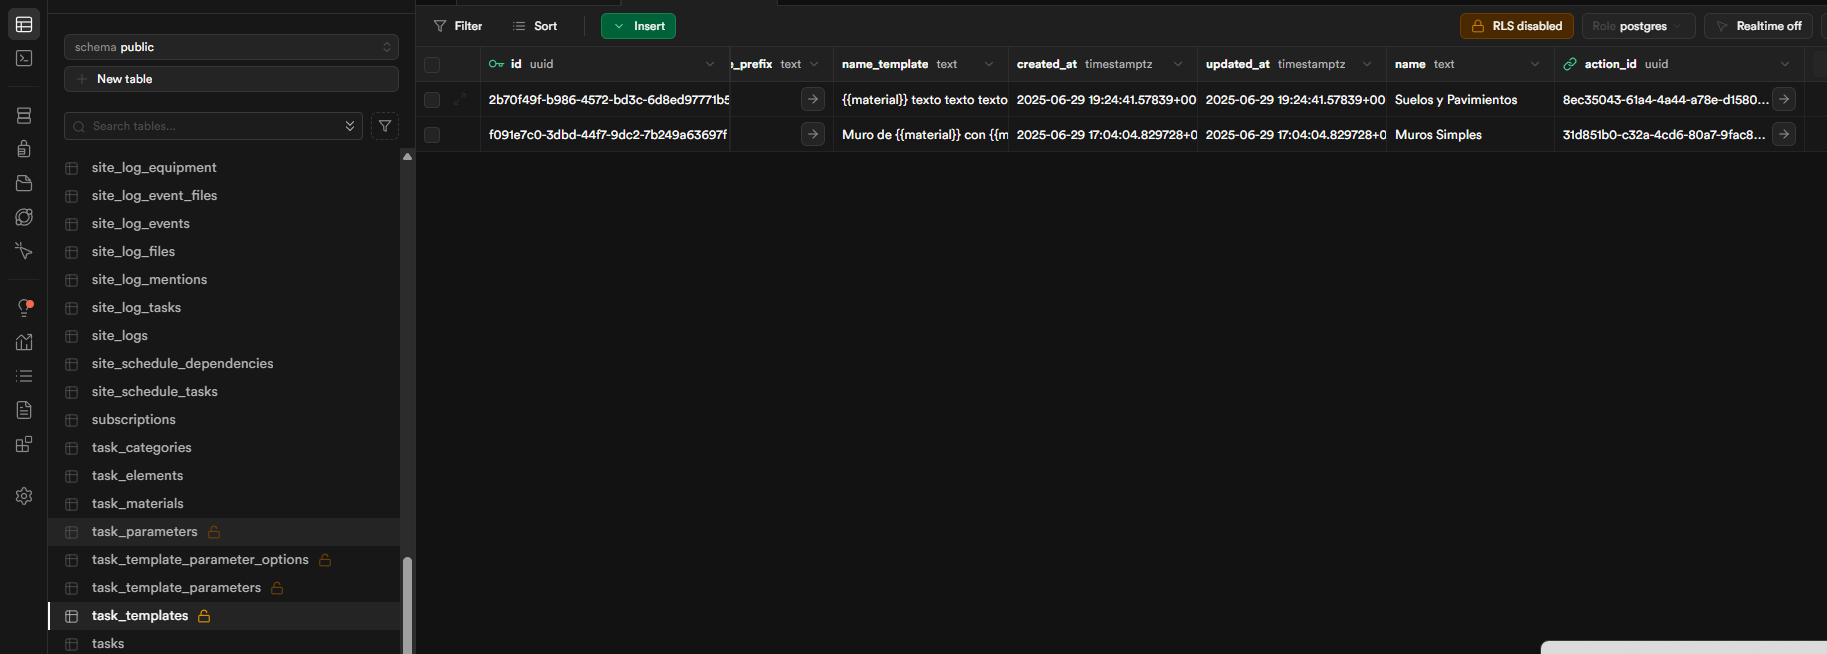 schema public
New table
Search tables...
site_log_equipment
site_log_event_files
site_log_events
site_log_files
site_log_mentions
site_log_tasks
site_logs
site_schedule_dependencies
site_schedule_tasks
subscriptions
task_categories
task_elements
task_materials
task_parameters
task_template_parameter_options
task_template_parameters
task_templates
tasks
Filter Sort Insert RLS disabled Role postgres Realtime off
id uuid e_prefix text name_template text created_at timestamptz updated_at timestamptz name text action_id uuid
2b70f49f-b986-4572-bd3c-6d8ed97771b5 {{material}} texto texto texto 2025-06-29 19:24:41.57839+00 2025-06-29 19:24:41.57839+00 Suelos y Pavimientos 8ec35043-61a4-4a44-a78e-d1580...
f091e7c0-3dbd-44f7-9dc2-7b249a63697f Muro de {{material}} con {{m 2025-06-29 17:04:04.829728+0 2025-06-29 17:04:04.829728+0 Muros Simples 31d851b0-c32a-4cd6-80a7-9fac8...